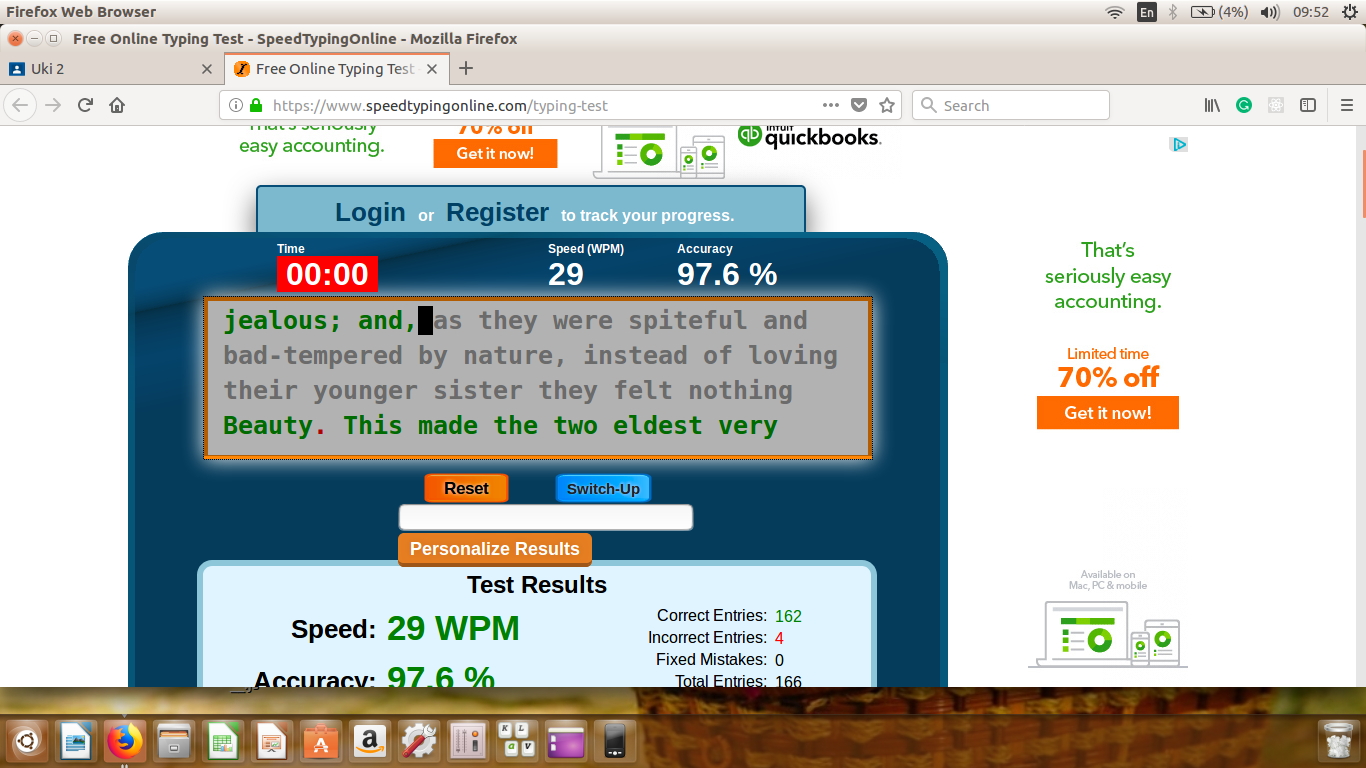 Firefox Web Browser
En
(4%)
09:52
Free Online Typing Test - SpeedTypingOnline - Mozilla Firefox
Uki 2
Free Online Typing Test
https://www.speedtypingonline.com/typing-test
Search
That's seriously
easy accounting.
70% off
Get it now!
intuit
quickbooks.
Login or Register to track your progress.
Time
Speed (WPM)
Accuracy
00:00
29
97.6 %
jealous; and, as they were spiteful and
bad-tempered by nature, instead of loving
their younger sister they felt nothing
Beauty. This made the two eldest very
Reset
Switch-Up
Personalize Results
Test Results
Speed: 29 WPM
Accuracy: 97.6 %
Correct Entries: 162
Incorrect Entries: 4
Fixed Mistakes: 0
Total Entries: 166
That's
seriously easy
accounting.
Limited time
70% off
Get it now!
Available on
Mac, PC & mobile
a
K
L
a
v